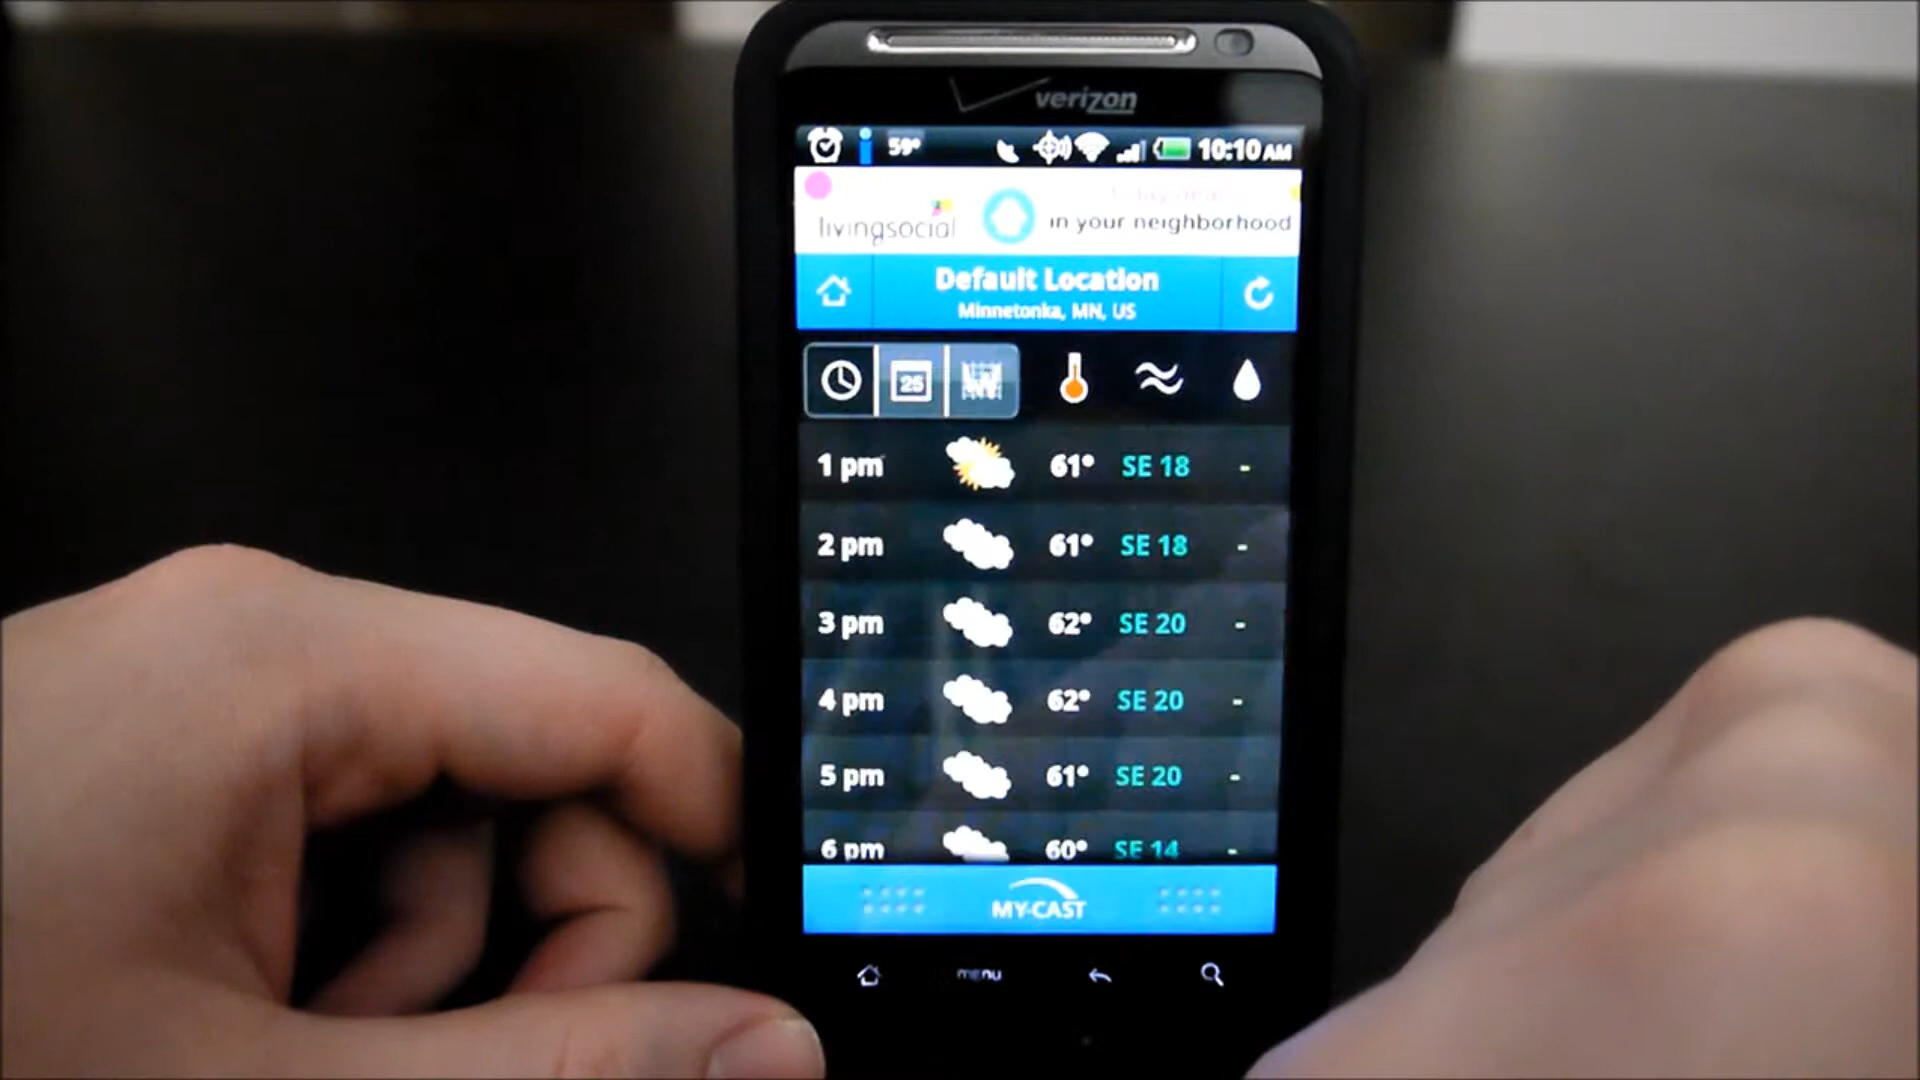 verizon
59° 10:10 AM
livingsocial
in your neighborhood
Default Location
Minnetonka, MN, US
25
1 pm 61° SE 18 -
2 pm 61° SE 18 -
3 pm 62° SE 20 -
4 pm 62° SE 20 -
5 pm 61° SE 20 -
6 pm 60° SE 14 -
MY-CAST
menu